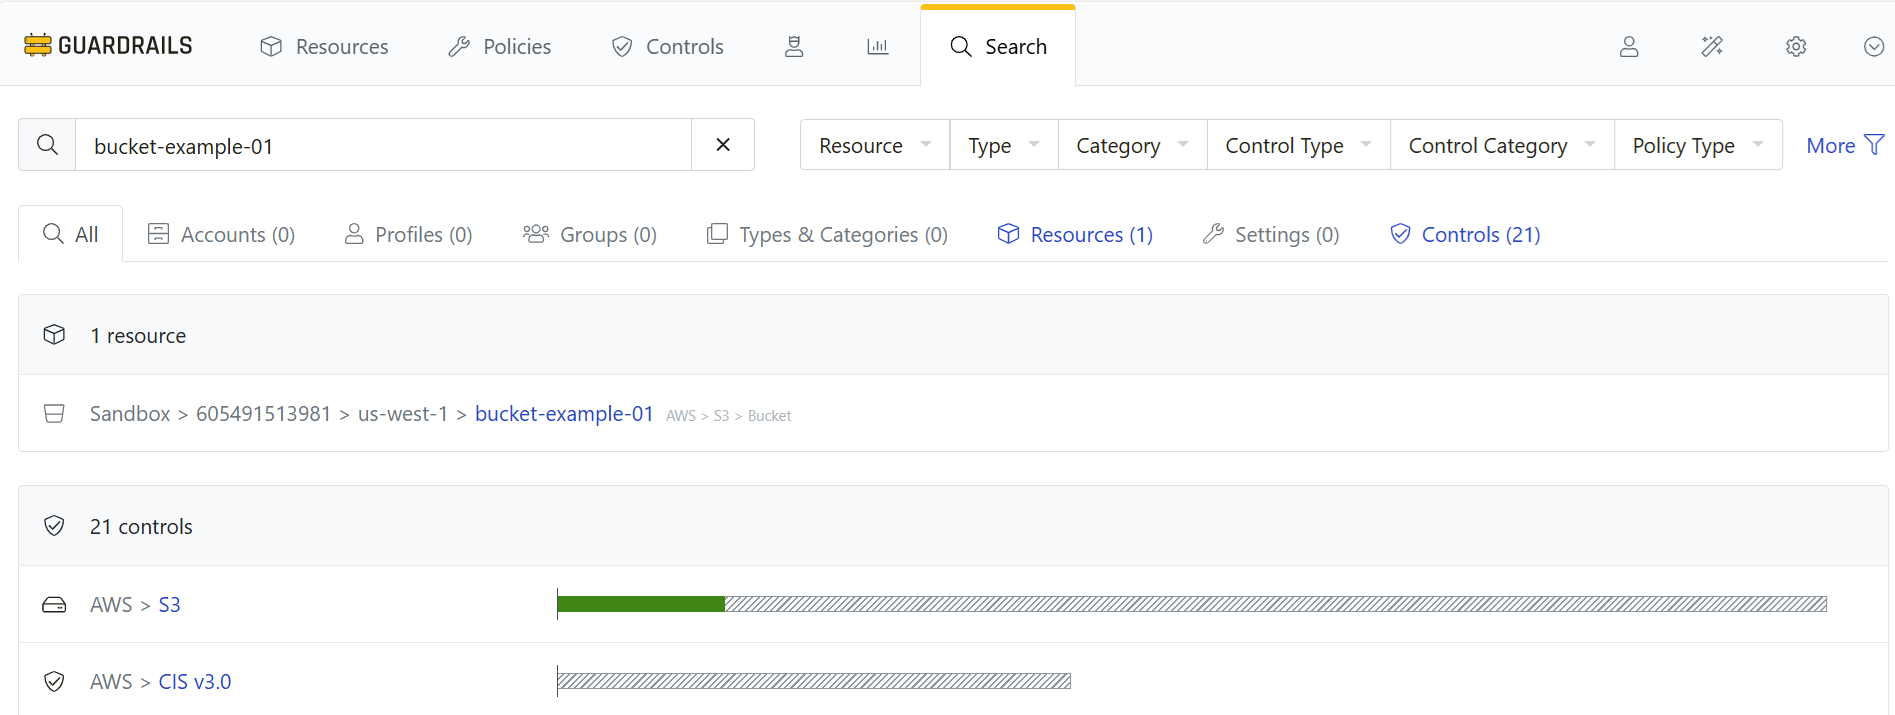 GUARDRAILS Resources Policies Controls Search
bucket-example-01 Resource Type Category Control Type Control Category Policy Type More
All Accounts (0) Profiles (0) Groups (0) Types & Categories (0) Resources (1) Settings (0) Controls (21)
1 resource
Sandbox > 605491513981 > us-west-1 > bucket-example-01 AWS > S3 > Bucket
21 controls
AWS > S3
AWS > CIS v3.0